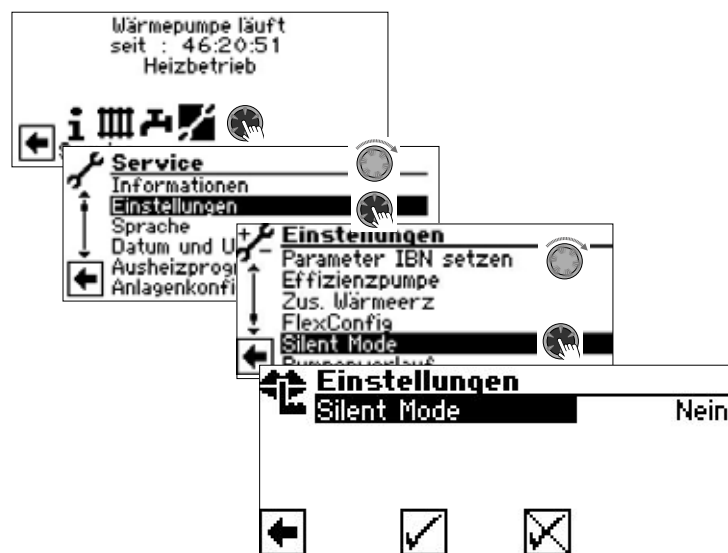 Wärmepumpe läuft
seit : 46:20:51
Heizbetrieb
Service
Informationen
Einstellungen
Sprache
Datum und U
Ausheizprog
Anlagenkonfi
Einstellungen
Parameter IBN setzen
Effizienzpumpe
Zus. Wärmeerz
FlexConfig
Silent Mode
Einstellungen
Silent Mode Nein